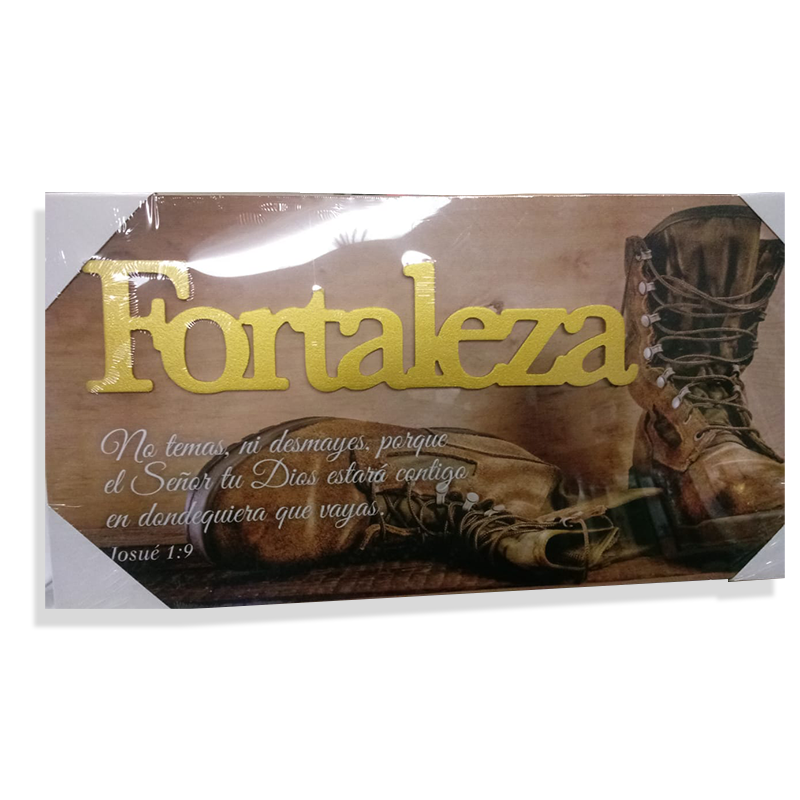 Fortaleza
No temas, ni desmayes, porque
el Señor tu Dios estará contigo
en dondequiera que vayas.
Josué 1:9